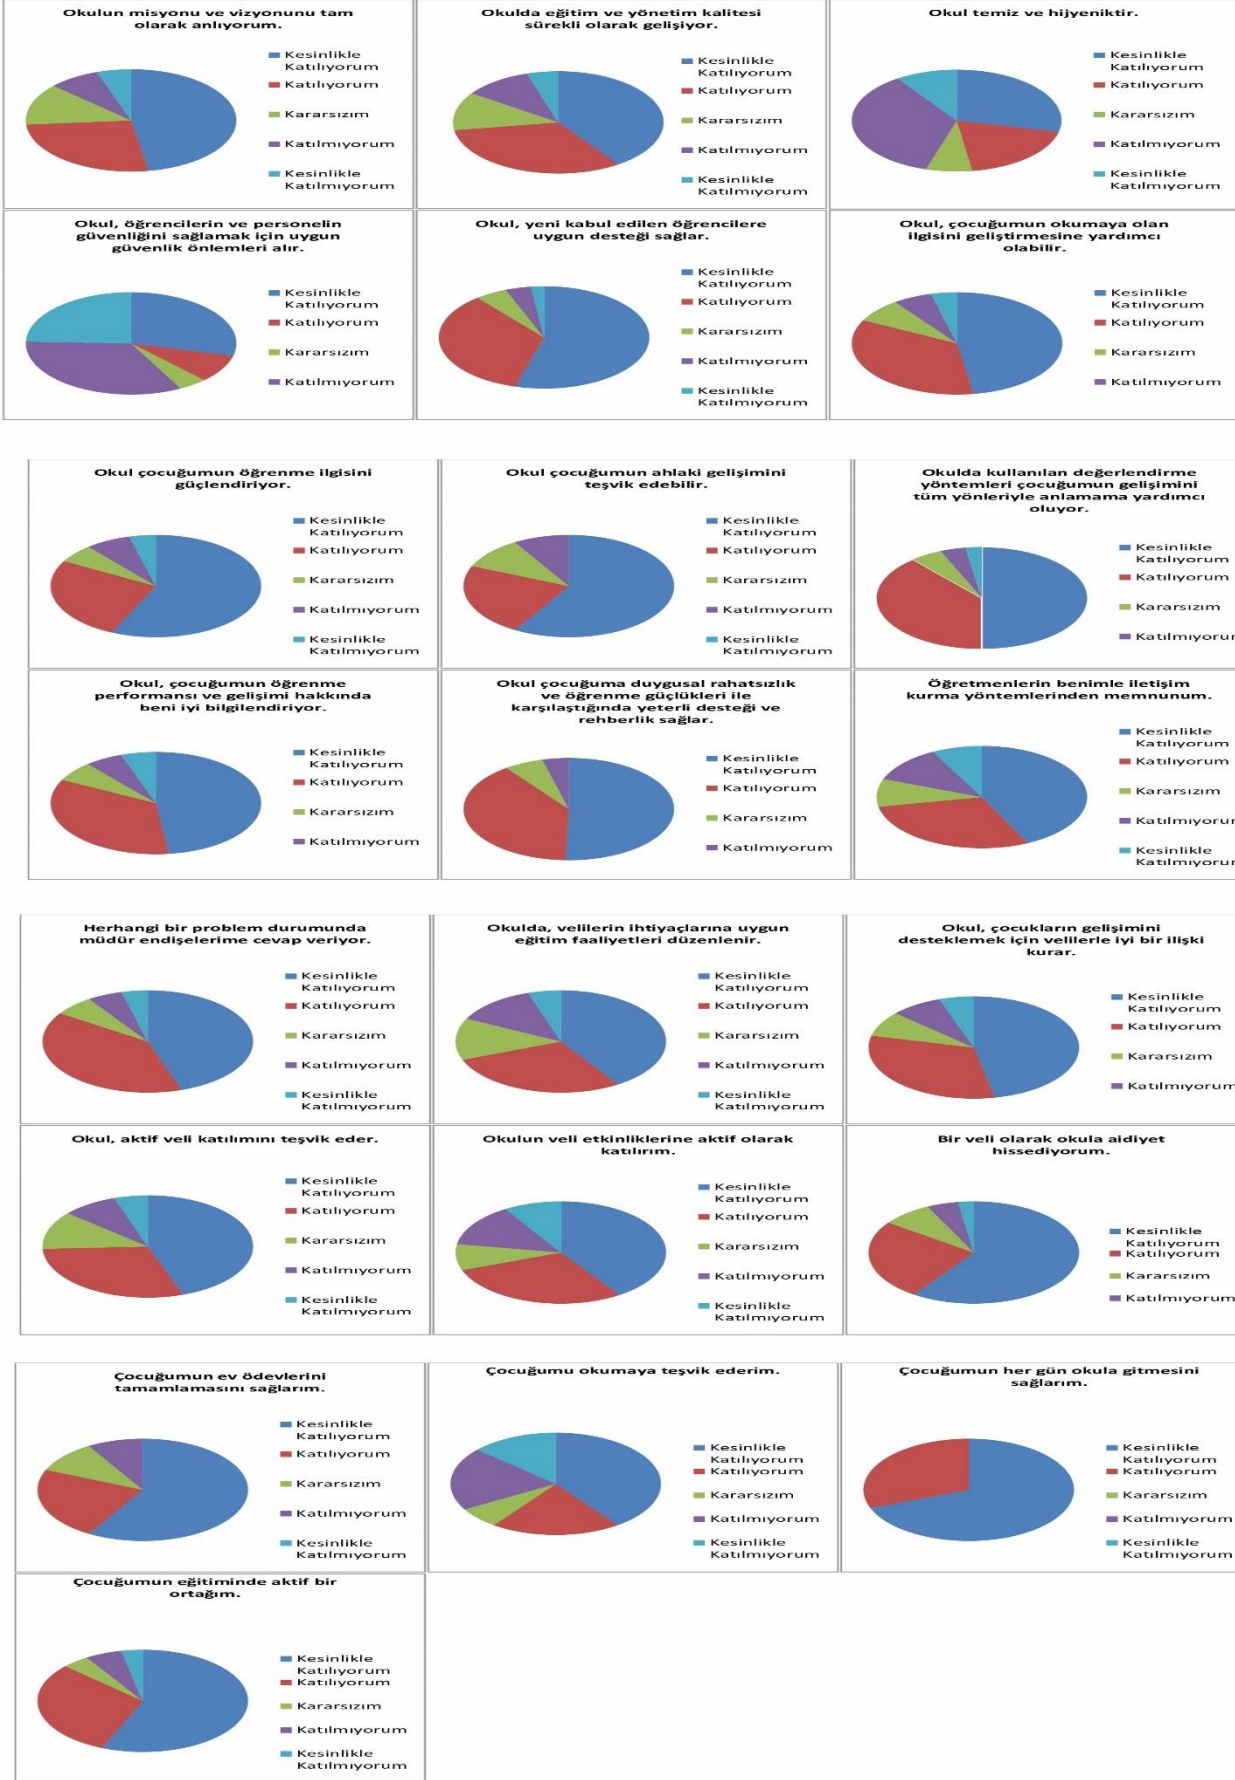 Okulun misyonu ve vizyonunu tam
olarak anlıyorum.
Kesinlikle
Katılıyorum
Katılıyorum
Kararsızım
Katılmıyorum
Kesinlikle
Katılmıyorum
Okulda eğitim ve yönetim kalitesi
sürekli olarak gelişiyor.
Kesinlikle
Katılıyorum
Katılıyorum
Kararsızım
Katılmıyorum
Kesinlikle
Katılmıyorum
Okul temiz ve hijyeniktir.
Kesinlikle
Katılıyorum
Katılıyorum
Kararsızım
Katılmıyorum
Kesinlikle
Katılmıyorum
Okul, öğrencilerin ve personelin
güvenliğini sağlamak için uygun
güvenlik önlemleri alır.
Kesinlikle
Katılıyorum
Katılıyorum
Kararsızım
Katılmıyorum
Okul, yeni kabul edilen öğrencilere
uygun desteği sağlar.
Kesinlikle
Katılıyorum
Katılıyorum
Kararsızım
Katılmıyorum
Kesinlikle
Katılmıyorum
Okul, çocuğumun okumaya olan
ilgisini geliştirmesine yardımcı
olabilir.
Kesinlikle
Katılıyorum
Katılıyorum
Kararsızım
Katılmıyorum
Okul çocuğumun öğrenme ilgisini
güçlendiriyor.
Kesinlikle
Katılıyorum
Katılıyorum
Kararsızım
Katılmıyorum
Kesinlikle
Katılmıyorum
Okul çocuğumun ahlaki gelişimini
teşvik edebilir.
Kesinlikle
Katılıyorum
Katılıyorum
Kararsızım
Katılmıyorum
Kesinlikle
Katılmıyorum
Okulda kullanılan değerlendirme
yöntemleri çocuğumun gelişimini
tüm yönleriyle anlamama yardımcı
oluyor.
Kesinlikle
Katılıyorum
Katılıyorum
Kararsızım
Katılmıyorum
Okul, çocuğumun öğrenme
performansı ve gelişimi hakkında
beni iyi bilgilendiriyor.
Kesinlikle
Katılıyorum
Katılıyorum
Kararsızım
Katılmıyorum
Okul çocuğuma duygusal rahatsızlık
ve öğrenme güçlükleri ile
karşılaştığında yeterli desteği ve
rehberlik sağlar.
Kesinlikle
Katılıyorum
Katılıyorum
Kararsızım
Katılmıyorum
Öğretmenlerin benimle iletişim
kurma yöntemlerinden memnunum.
Kesinlikle
Katılıyorum
Katılıyorum
Kararsızım
Katılmıyorum
Kesinlikle
Katılmıyorum
Herhangi bir problem durumunda
müdür endişelerime cevap veriyor.
Kesinlikle
Katılıyorum
Katılıyorum
Kararsızım
Katılmıyorum
Kesinlikle
Katılmıyorum
Okulda, velilerin ihtiyaçlarına uygun
eğitim faaliyetleri düzenlenir.
Kesinlikle
Katılıyorum
Katılıyorum
Kararsızım
Katılmıyorum
Kesinlikle
Katılmıyorum
Okul, çocukların gelişimini
desteklemek için velilerle iyi bir ilişki
kurar.
Kesinlikle
Katılıyorum
Katılıyorum
Kararsızım
Katılmıyorum
Okul, aktif veli katılımını teşvik eder.
Kesinlikle
Katılıyorum
Katılıyorum
Kararsızım
Katılmıyorum
Kesinlikle
Katılmıyorum
Okulun veli etkinliklerine aktif olarak
katılırım.
Kesinlikle
Katılıyorum
Katılıyorum
Kararsızım
Katılmıyorum
Kesinlikle
Katılmıyorum
Bir veli olarak okula aidiyet
hissediyorum.
Kesinlikle
Katılıyorum
Katılıyorum
Kararsızım
Katılmıyorum
Çocuğumun ev ödevlerini
tamamlamasını sağlarım.
Kesinlikle
Katılıyorum
Katılıyorum
Kararsızım
Katılmıyorum
Kesinlikle
Katılmıyorum
Çocuğumu okumaya teşvik ederim.
Kesinlikle
Katılıyorum
Katılıyorum
Kararsızım
Katılmıyorum
Kesinlikle
Katılmıyorum
Çocuğumun her gün okula gitmesini
sağlarım.
Kesinlikle
Katılıyorum
Katılıyorum
Kararsızım
Katılmıyorum
Kesinlikle
Katılmıyorum
Çocuğumun eğitiminde aktif bir
ortağım.
Kesinlikle
Katılıyorum
Katılıyorum
Kararsızım
Katılmıyorum
Kesinlikle
Katılmıyorum